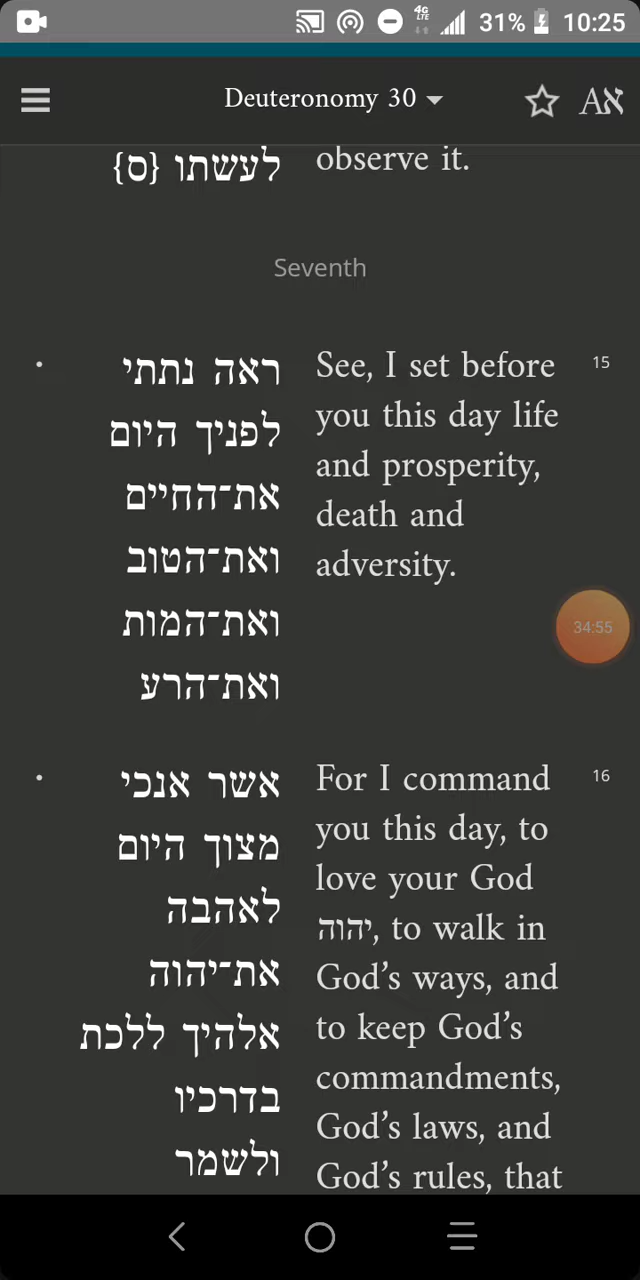 4G LTE 31% 10:25
Deuteronomy 30 Aא
לעשתו {ס}
observe it.
Seventh
ראה נתתי
לפניך היום
את־החיים
ואת־הטוב
ואת־המות
ואת־הרע
See, I set before 15
you this day life
and prosperity,
death and
adversity.
34:55
אשר אנכי
מצוך היום
לאהבה
את־יהוה
אלהיך ללכת
בדרכיו
ולשמר
For I command 16
you this day, to
love your God
יהוה, to walk in
God’s ways, and
to keep God’s
commandments,
God’s laws, and
God’s rules, that